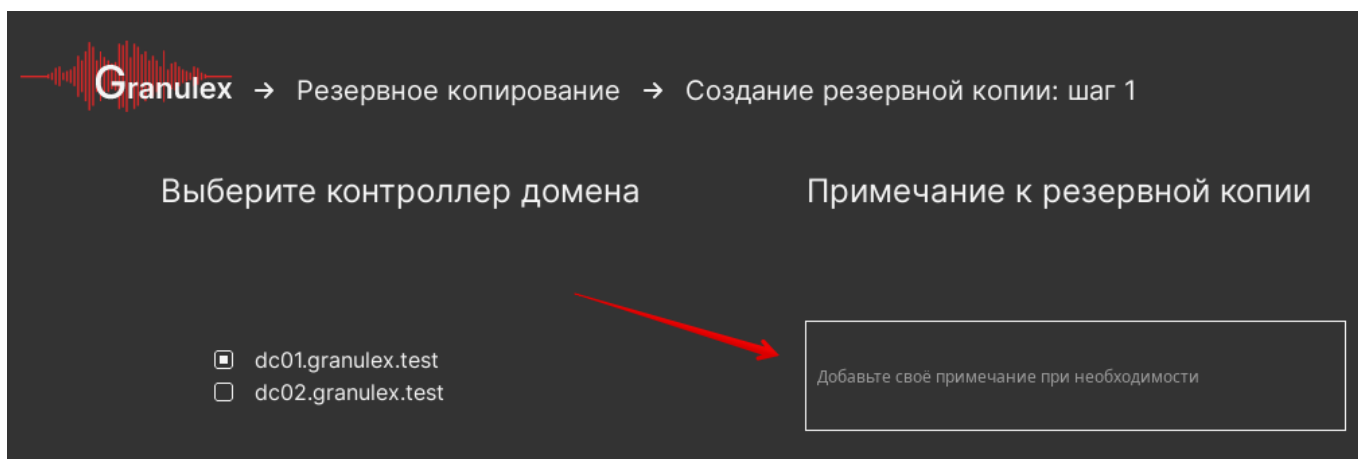 Granulex → Резервное копирование → Создание резервной копии: шаг 1
Выберите контроллер домена
Примечание к резервной копии
dc01.granulex.test
dc02.granulex.test
Добавьте своё примечание при необходимости